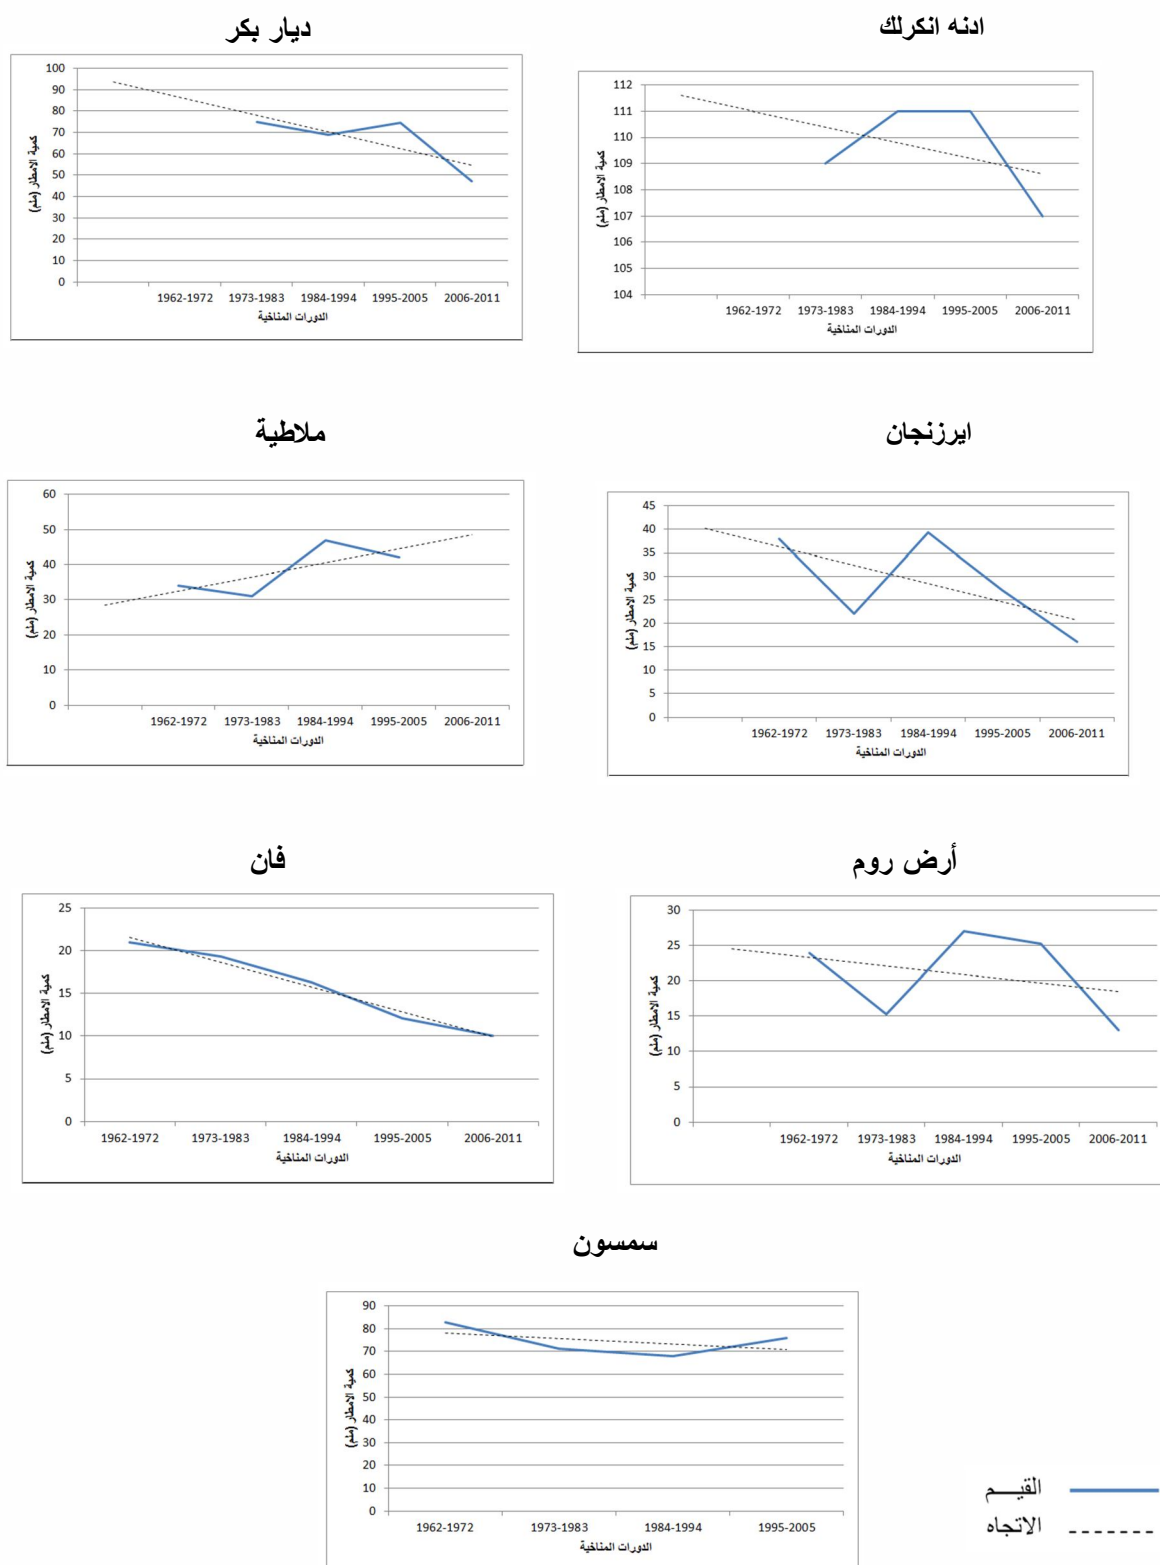 ديار بكر
ادنه انكرلك
100
90
80
70
60
50
40
30
20
10
0
كمية الامطار (ملم)
1962-1972 1973-1983 1984-1994 1995-2005 2006-2011
الدورات المناخية
112
111
110
109
108
107
106
105
104
كمية الامطار (ملم)
1962-1972 1973-1983 1984-1994 1995-2005 2006-2011
الدورات المناخية
ملاطية
ايرزنجان
60
50
40
30
20
10
0
كمية الامطار (ملم)
1962-1972 1973-1983 1984-1994 1995-2005 2006-2011
الدورات المناخية
45
40
35
30
25
20
15
10
5
0
كمية الامطار (ملم)
1962-1972 1973-1983 1984-1994 1995-2005 2006-2011
الدورات المناخية
فان
أرض روم
25
20
15
10
5
0
كمية الامطار (ملم)
1962-1972 1973-1983 1984-1994 1995-2005 2006-2011
الدورات المناخية
30
25
20
15
10
5
0
كمية الامطار (ملم)
1962-1972 1973-1983 1984-1994 1995-2005 2006-2011
الدورات المناخية
سمسون
90
80
70
60
50
40
30
20
10
0
كمية الامطار (ملم)
1962-1972 1973-1983 1984-1994 1995-2005
الدورات المناخية
القيـــم
الاتجاه